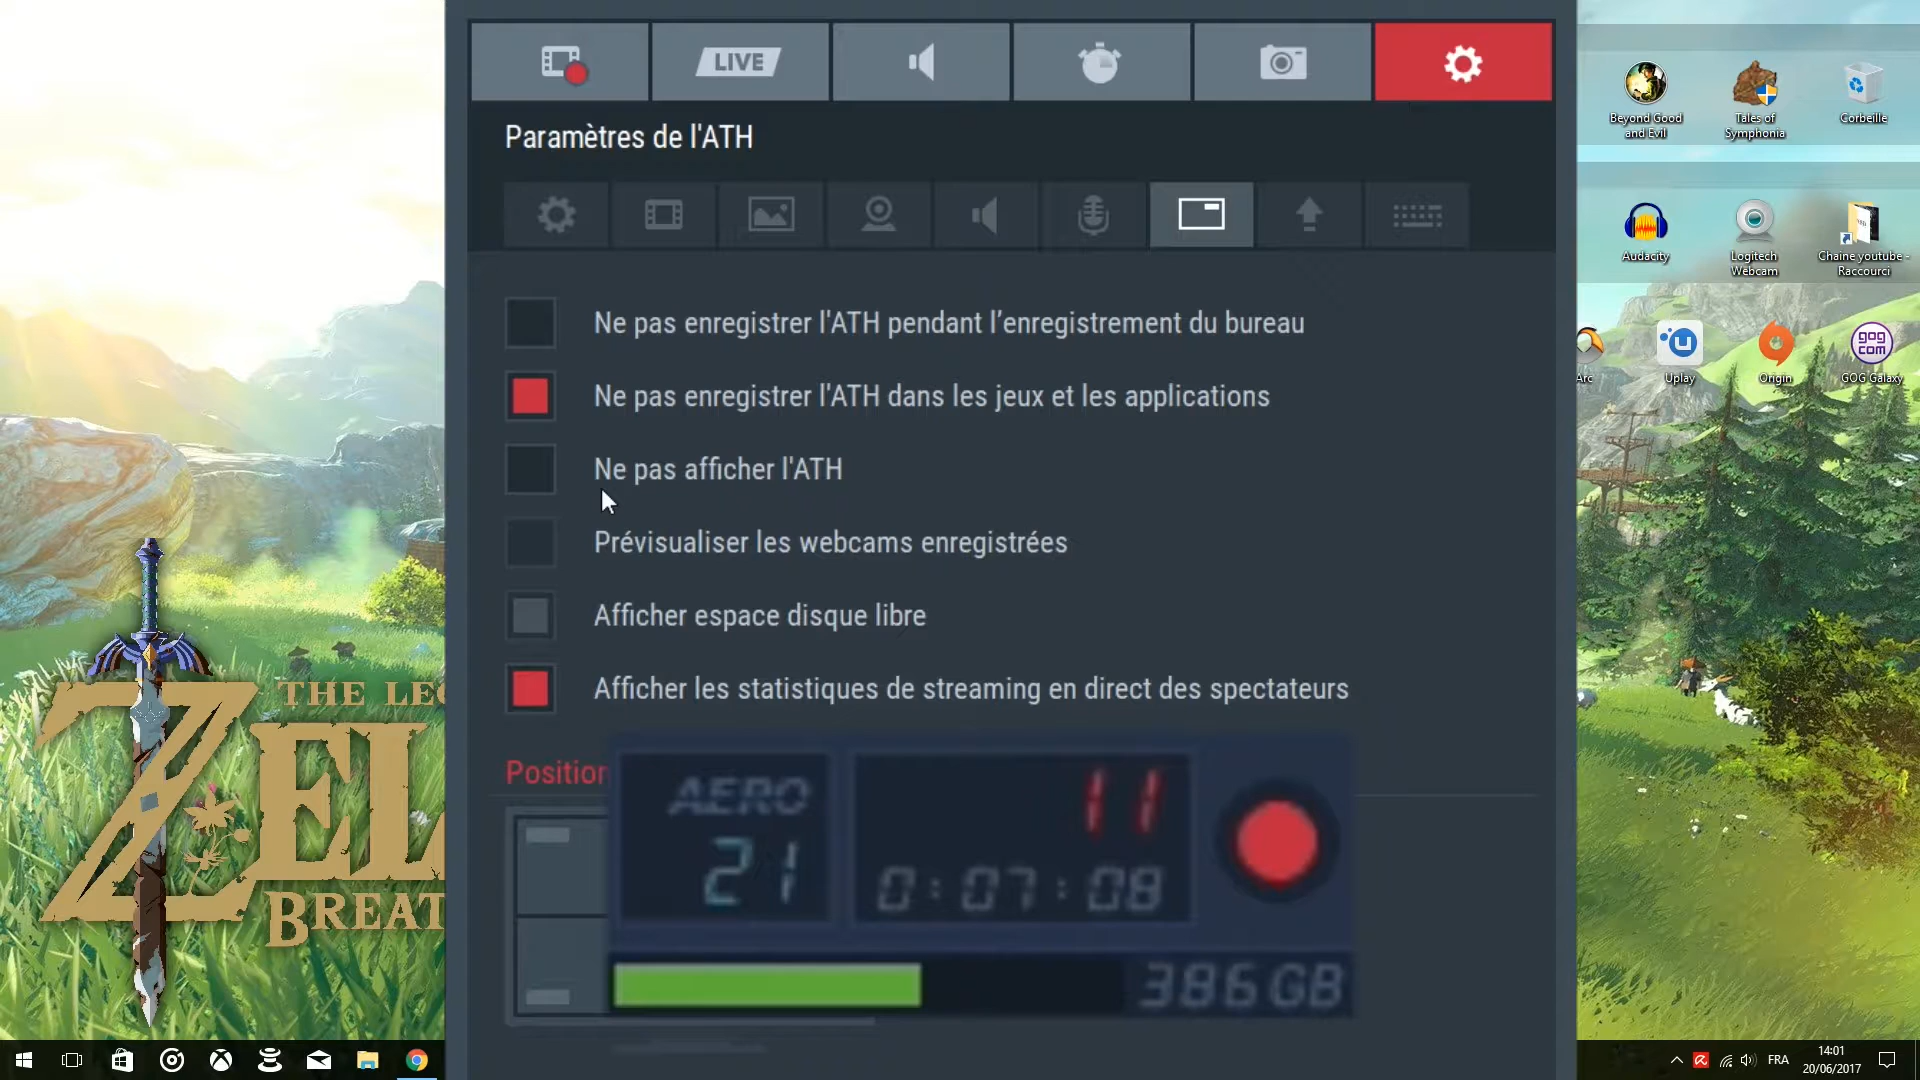 LIVE
Paramètres de l'ATH
Ne pas enregistrer l'ATH pendant l’enregistrement du bureau
Ne pas enregistrer l'ATH dans les jeux et les applications
Ne pas afficher l'ATH
Prévisualiser les webcams enregistrées
Afficher espace disque libre
Afficher les statistiques de streaming en direct des spectateurs
Position
AERO
21
11
0:07:08
386GB
THE LEG
ZEL
BREAT
Beyond Good
and Evil
Tales of
Symphonia
Corbeille
Audacity
Logitech
Webcam
Chaine youtube -
Raccourci
Arc
Uplay
Origin
gog
com
GOG Galaxy
FRA
14:01
20/06/2017